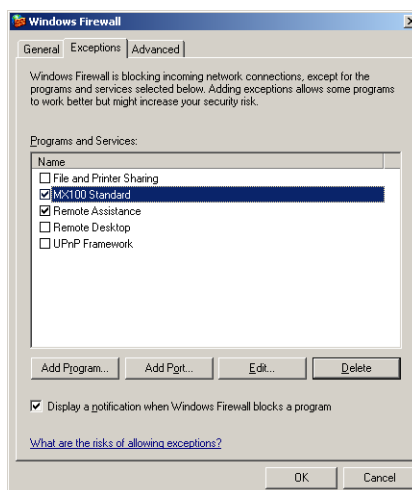 Windows Firewall
General Exceptions Advanced
Windows Firewall is blocking incoming network connections, except for the
programs and services selected below. Adding exceptions allows some programs
to work better but might increase your security risk.
Programs and Services:
Name
File and Printer Sharing
MX100 Standard
Remote Assistance
Remote Desktop
UPnP Framework
Add Program... Add Port... Edit... Delete
Display a notification when Windows Firewall blocks a program
What are the risks of allowing exceptions?
OK Cancel